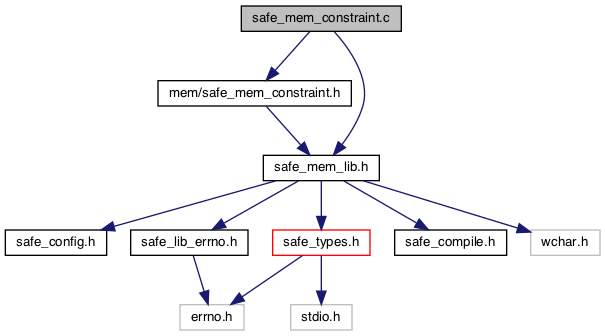 safe_mem_constraint.c
mem/safe_mem_constraint.h
safe_mem_lib.h
safe_config.h
safe_lib_errno.h
safe_types.h
safe_compile.h
wchar.h
errno.h
stdio.h